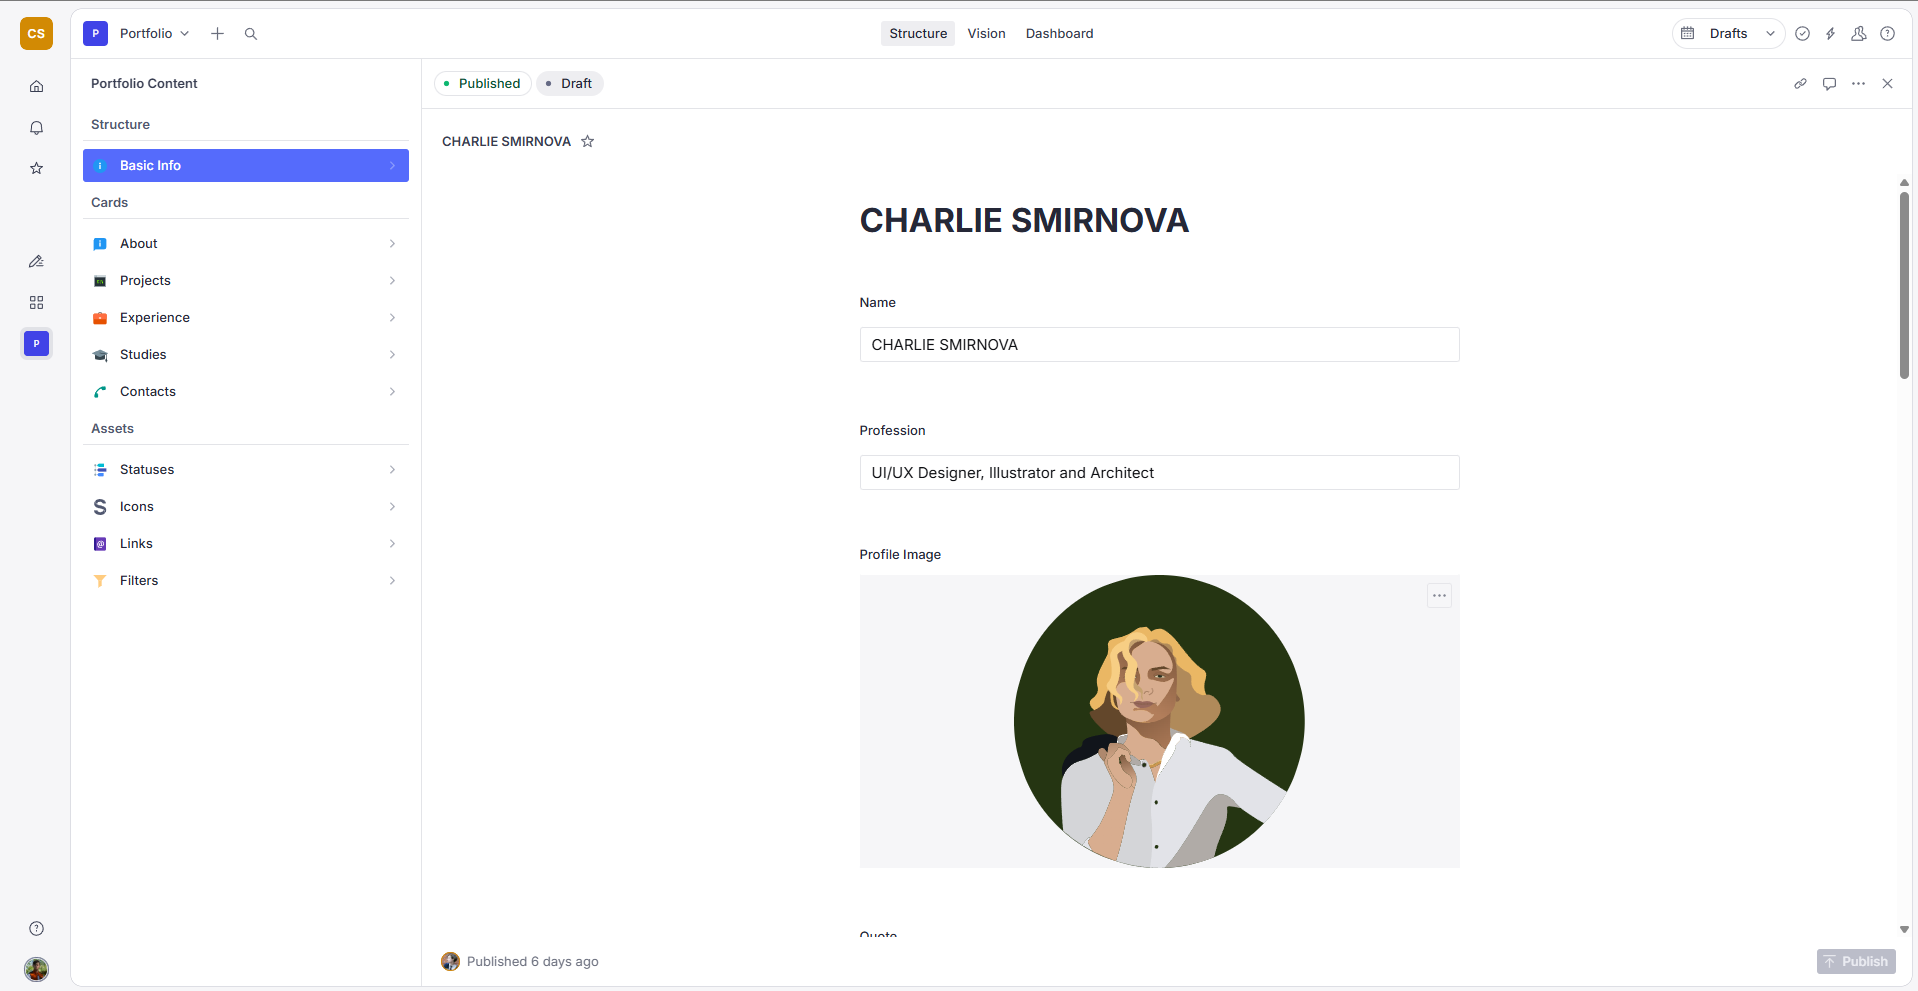 CS
P
Portfolio
Structure
Vision
Dashboard
Drafts
Portfolio Content
Structure
Basic Info
Cards
About
Projects
Experience
Studies
Contacts
Assets
Statuses
Icons
Links
Filters
P
Published
Draft
CHARLIE SMIRNOVA
CHARLIE SMIRNOVA
Name
CHARLIE SMIRNOVA
Profession
UI/UX Designer, Illustrator and Architect
Profile Image
Quote
Published 6 days ago
Publish